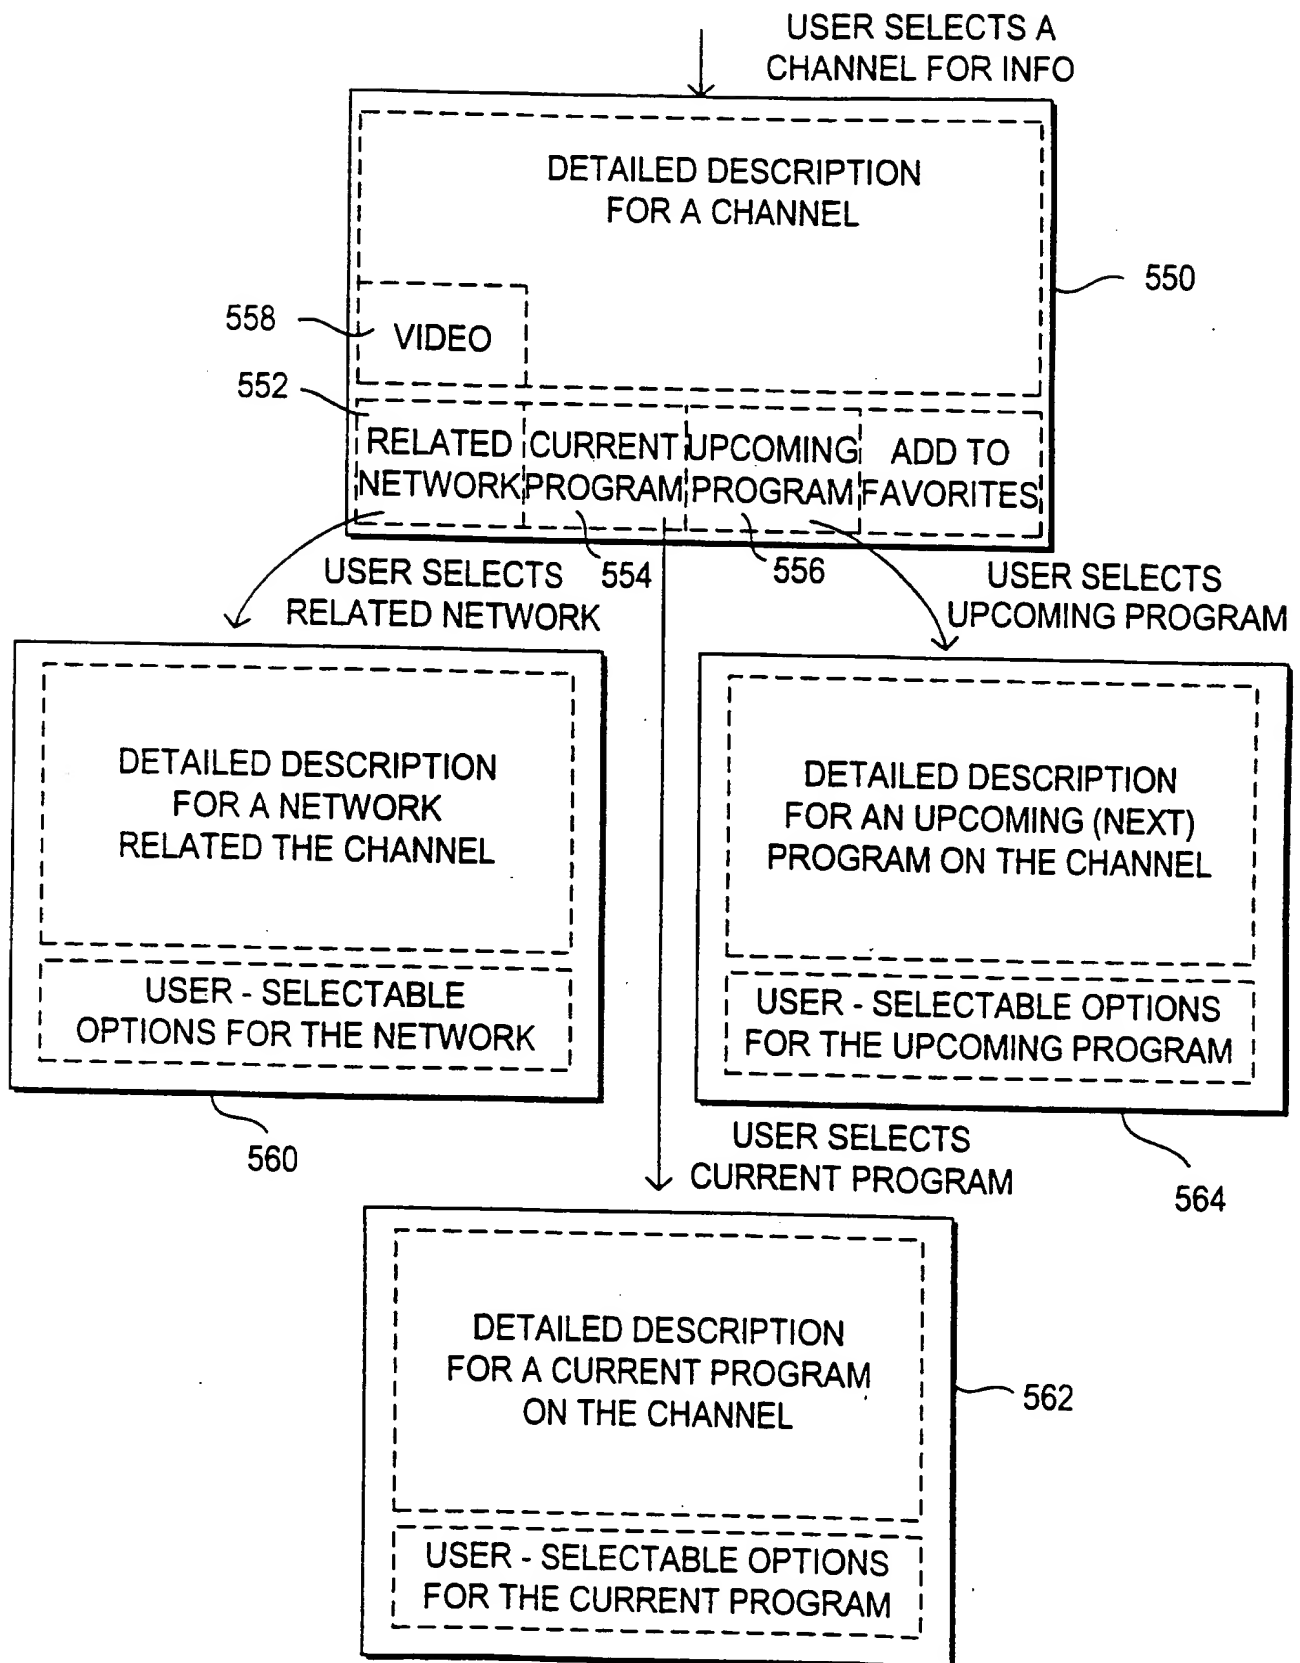 USER SELECTS A
CHANNEL FOR INFO
DETAILED DESCRIPTION
FOR A CHANNEL
550
558
VIDEO
552
RELATED
NETWORK
CURRENT
PROGRAM
UPCOMING
PROGRAM
ADD TO
FAVORITES
554
556
USER SELECTS
RELATED NETWORK
USER SELECTS
UPCOMING PROGRAM
DETAILED DESCRIPTION
FOR A NETWORK
RELATED THE CHANNEL
USER - SELECTABLE
OPTIONS FOR THE NETWORK
560
DETAILED DESCRIPTION
FOR AN UPCOMING (NEXT)
PROGRAM ON THE CHANNEL
USER - SELECTABLE OPTIONS
FOR THE UPCOMING PROGRAM
564
USER SELECTS
CURRENT PROGRAM
DETAILED DESCRIPTION
FOR A CURRENT PROGRAM
ON THE CHANNEL
562
USER - SELECTABLE OPTIONS
FOR THE CURRENT PROGRAM